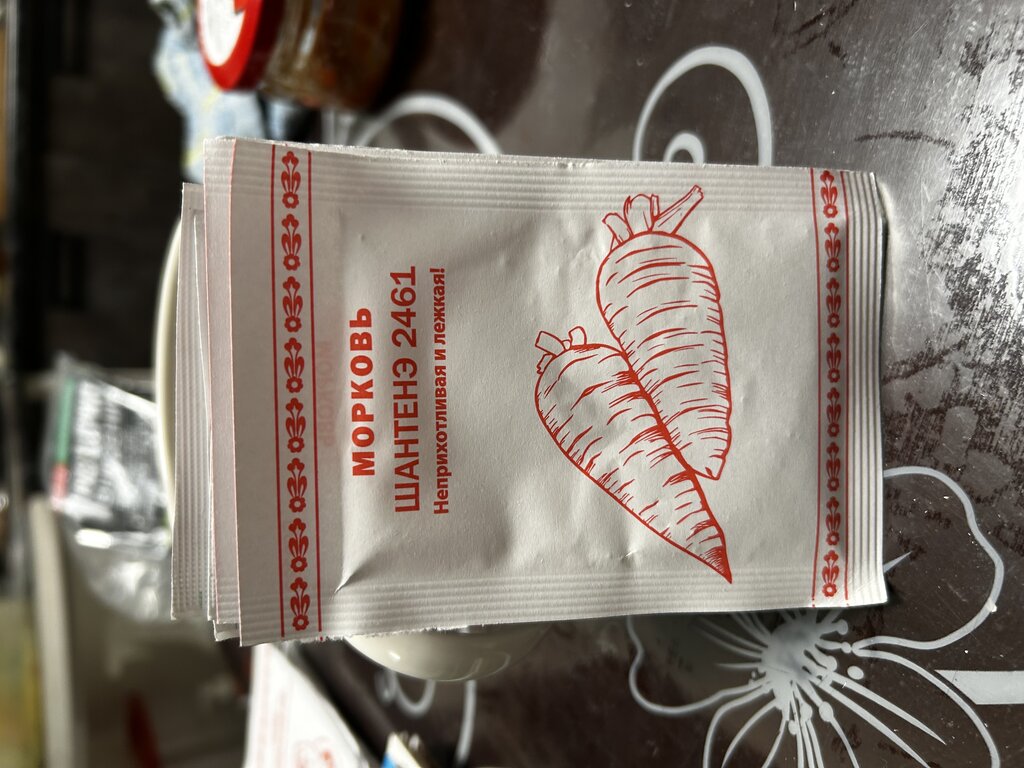 МОРКОВЬ
ШАНТЕНЭ 2461
Неприхотливая и лежкая!